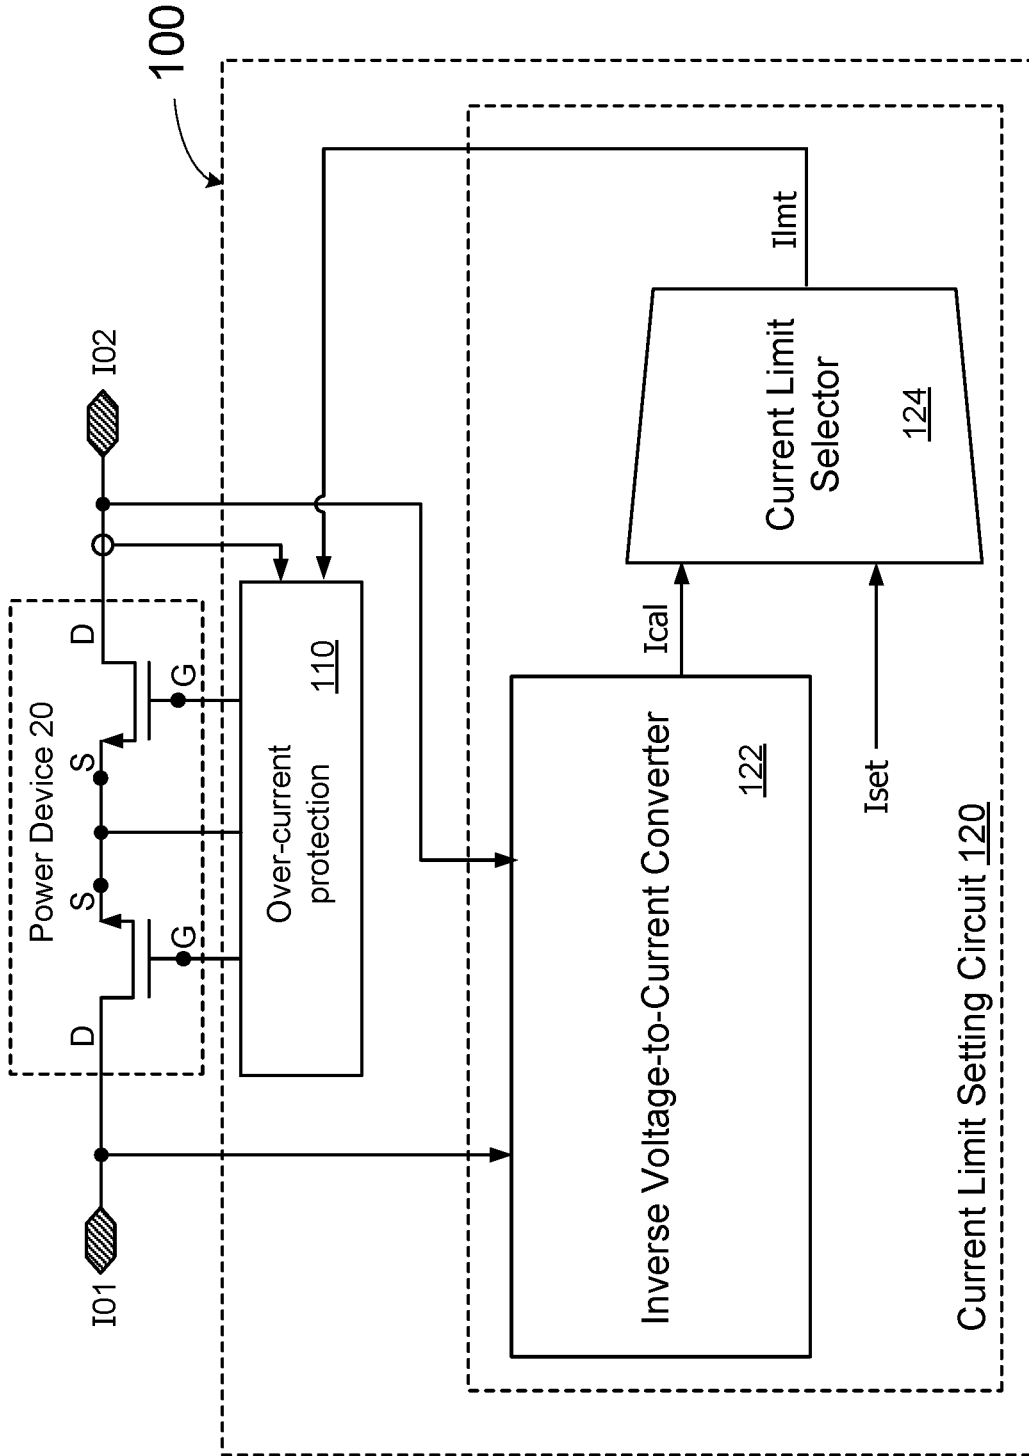 100
I01
I02
Power Device 20
D
S
S
D
G
G
Over-current
protection
110
Inverse Voltage-to-Current Converter
122
Ical
Iset
Current Limit
Selector
124
Ilmt
Current Limit Setting Circuit 120